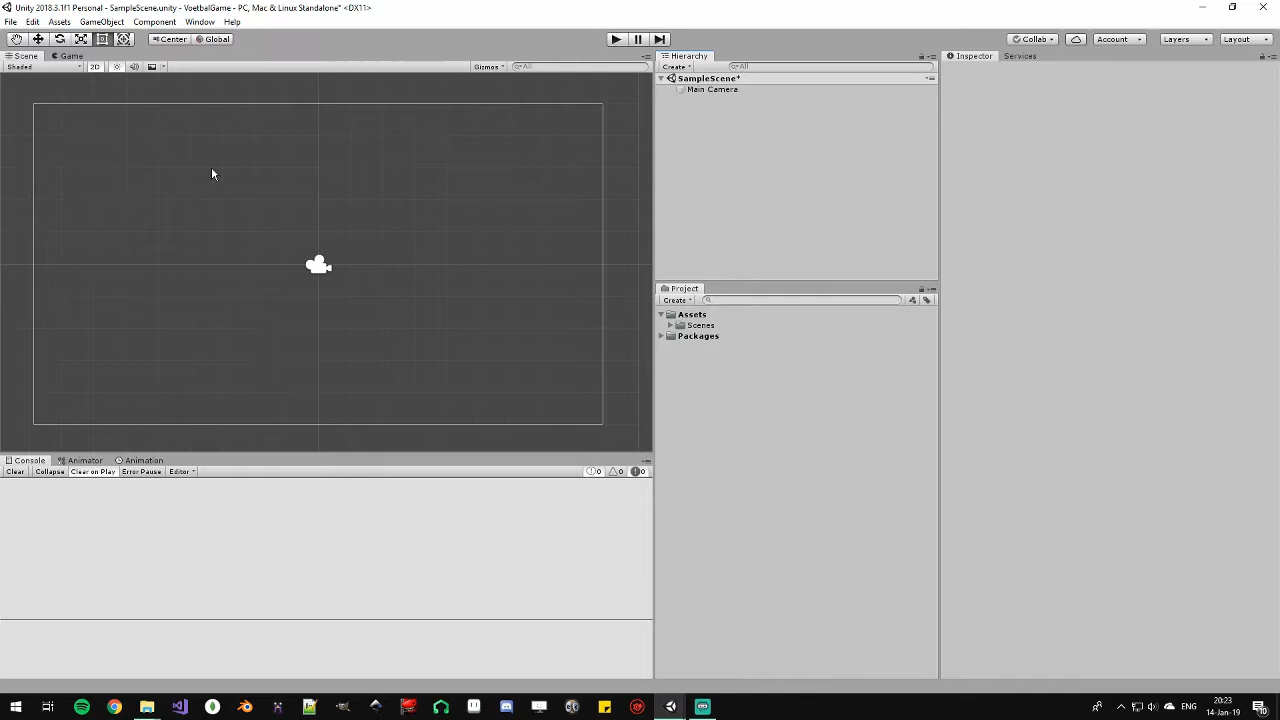 Unity 2018.3.1f1 Personal - SampleScene.unity - VoetbalGame - PC, Mac & Linux Standalone* <DX11>
File Edit Assets GameObject Component Window Help
Center Global Collab Account Layers Layout
Scene Game Hierarchy Inspector Services
Shaded 2D Gizmos All Create All
SampleScene*
Main Camera
Project
Create
Assets
Scenes
Packages
Console Animator Animation
Clear Collapse Clear on Play Error Pause Editor 0 0 0
20:23
14-Jan-19